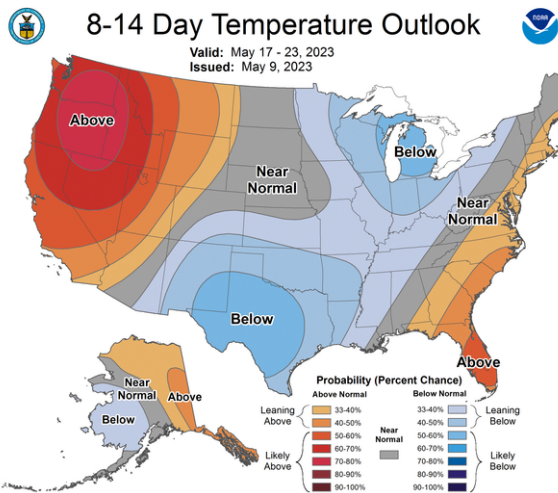 8-14 Day Temperature Outlook
Valid: May 17 - 23, 2023
Issued: May 9, 2023
NOAA
Above
Near
Normal
Below
Near
Normal
Below
Above
Near
Normal
Above
Below
Probability (Percent Chance)
Above Normal
Below Normal
Leaning
Above
Likely
Above
33-40%
40-50%
50-60%
60-70%
70-80%
80-90%
90-100%
Near
Normal
33-40%
40-50%
50-60%
60-70%
70-80%
80-90%
90-100%
Leaning
Below
Likely
Below